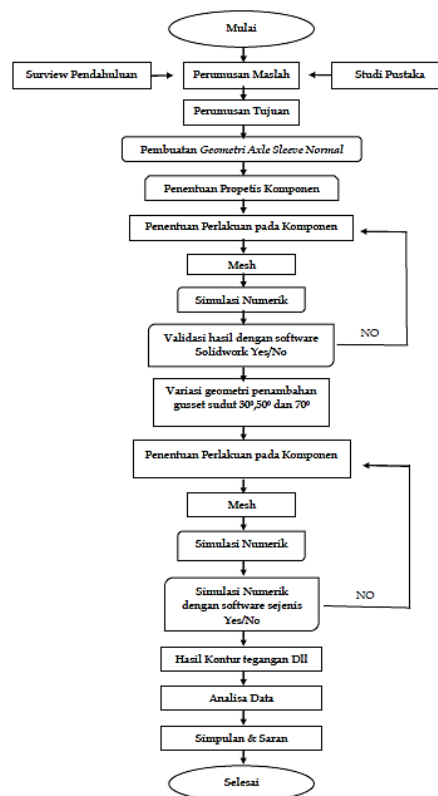 Mulai
Surview Pendahuluan
Perumusan Maslah
Studi Pustaka
Perumusan Tujuan
Pembuatan Geometri Axle Sleeve Normal
Penentuan Propetis Komponen
Penentuan Perlakuan pada Komponen
Mesh
Simulasi Numerik
Validasi hasil dengan software
Solidwork Yes/No
NO
Variasi geometri penambahan
gusset sudut 30⁰,50⁰ dan 70⁰
Penentuan Perlakuan pada Komponen
Mesh
Simulasi Numerik
Simulasi Numerik
dengan software sejenis
Yes/No
NO
Hasil Kontur tegangan Dll
Analisa Data
Simpulan & Saran
Selesai